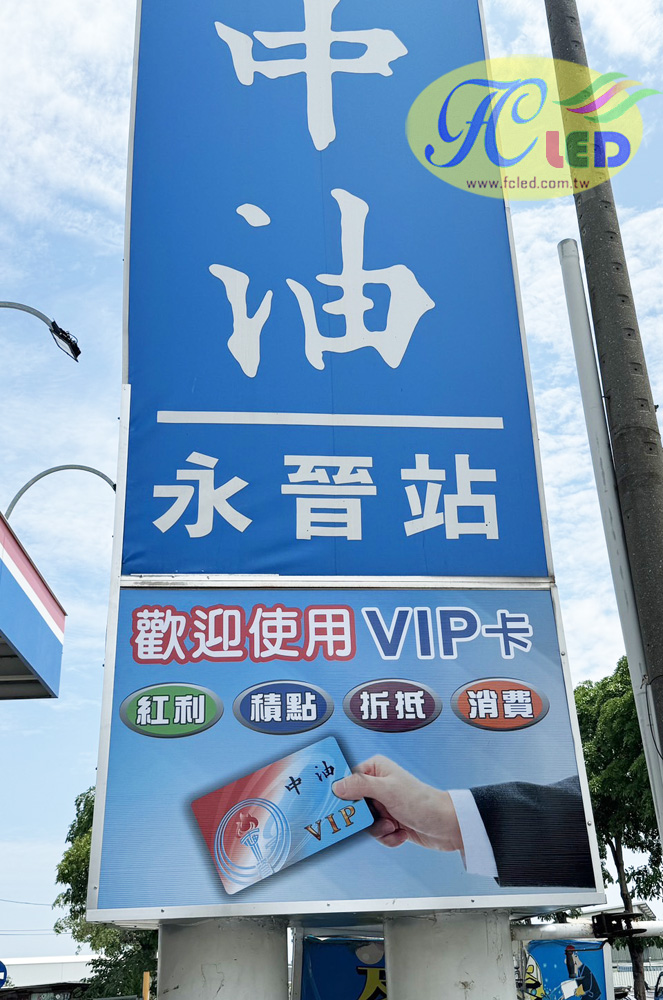 中油
永晉站
歡迎使用VIP卡
紅利 積點 折抵 消費
中油
VIP
FC LED
www.fcled.com.tw